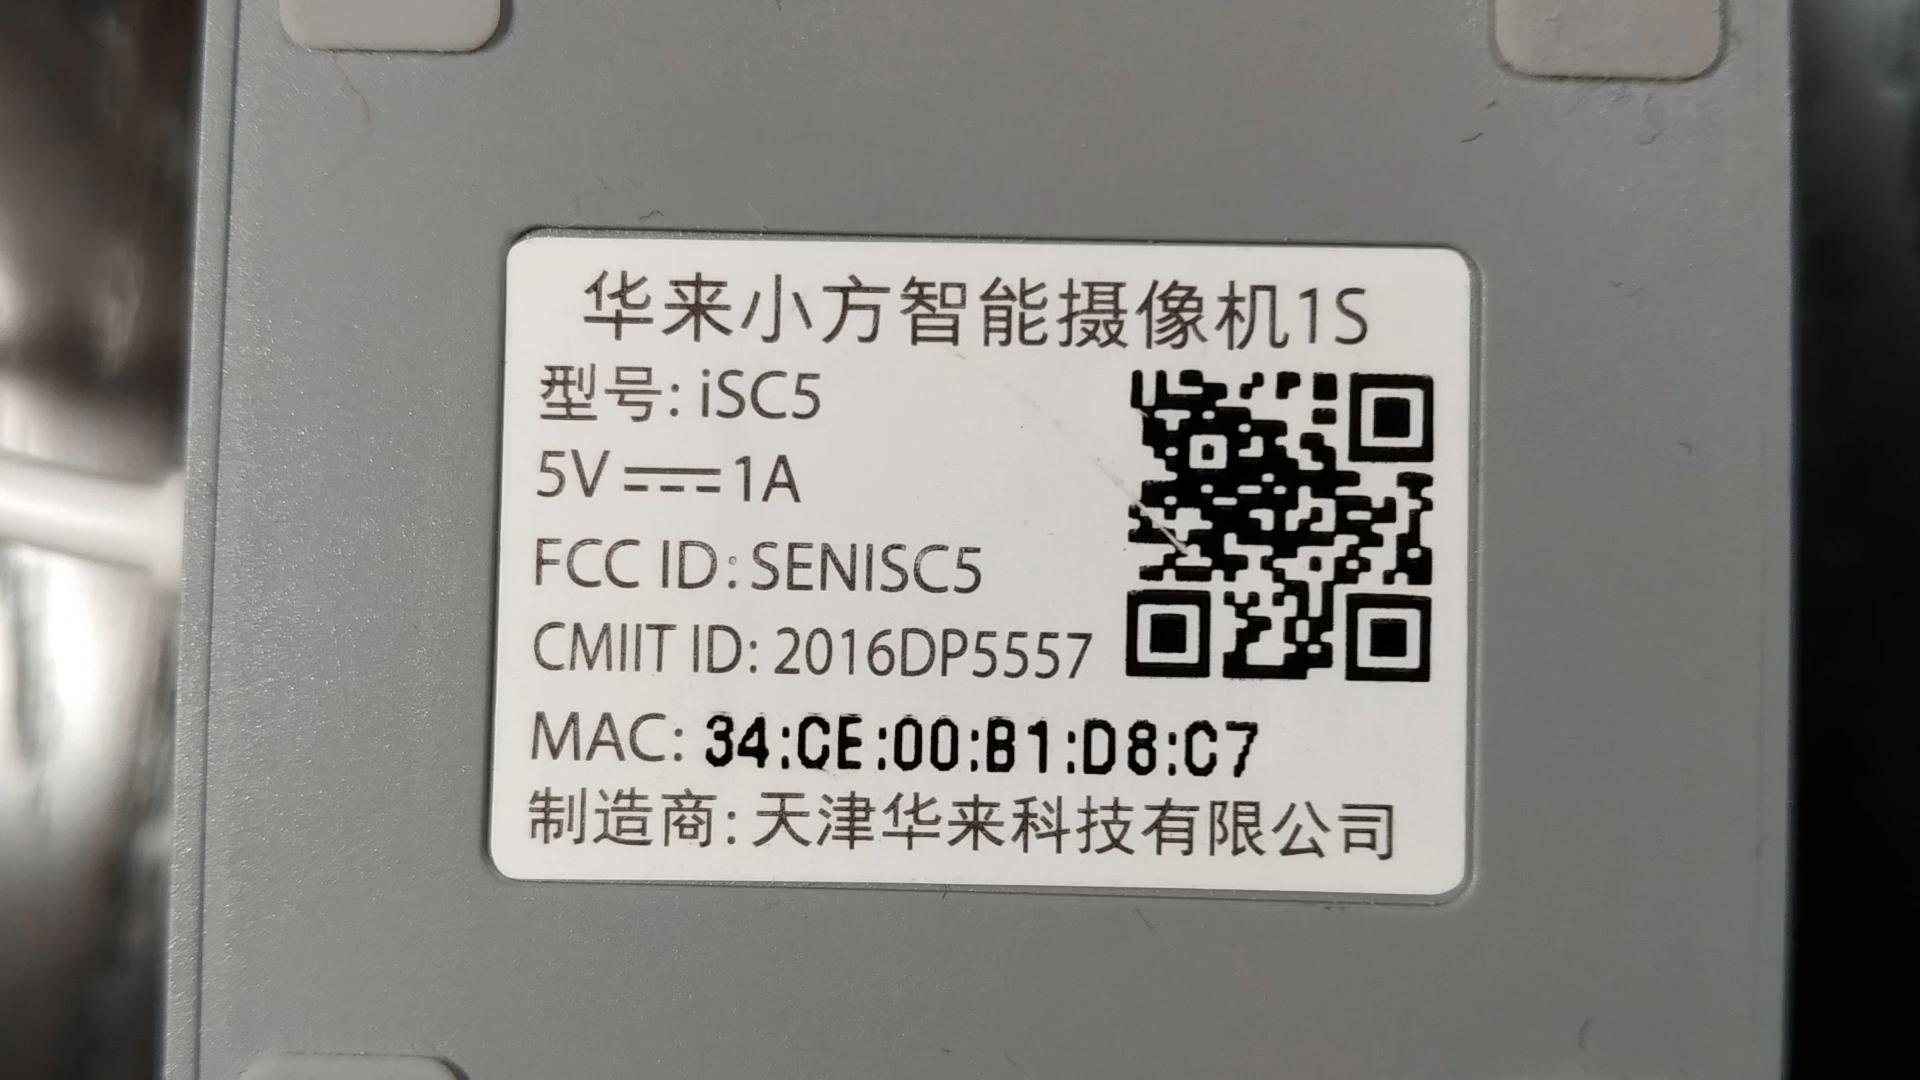 华来小方智能摄像机1S
型号: iSC5
5V⎓1A
FCC ID: SENISC5
CMIIT ID: 2016DP5557
MAC: 34:CE:00:B1:D8:C7
制造商: 天津华来科技有限公司